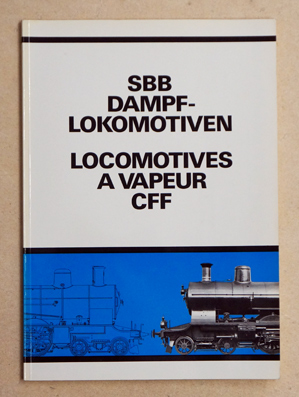 SBB
DAMPF-
LOKOMOTIVEN
LOCOMOTIVES
A VAPEUR
CFF